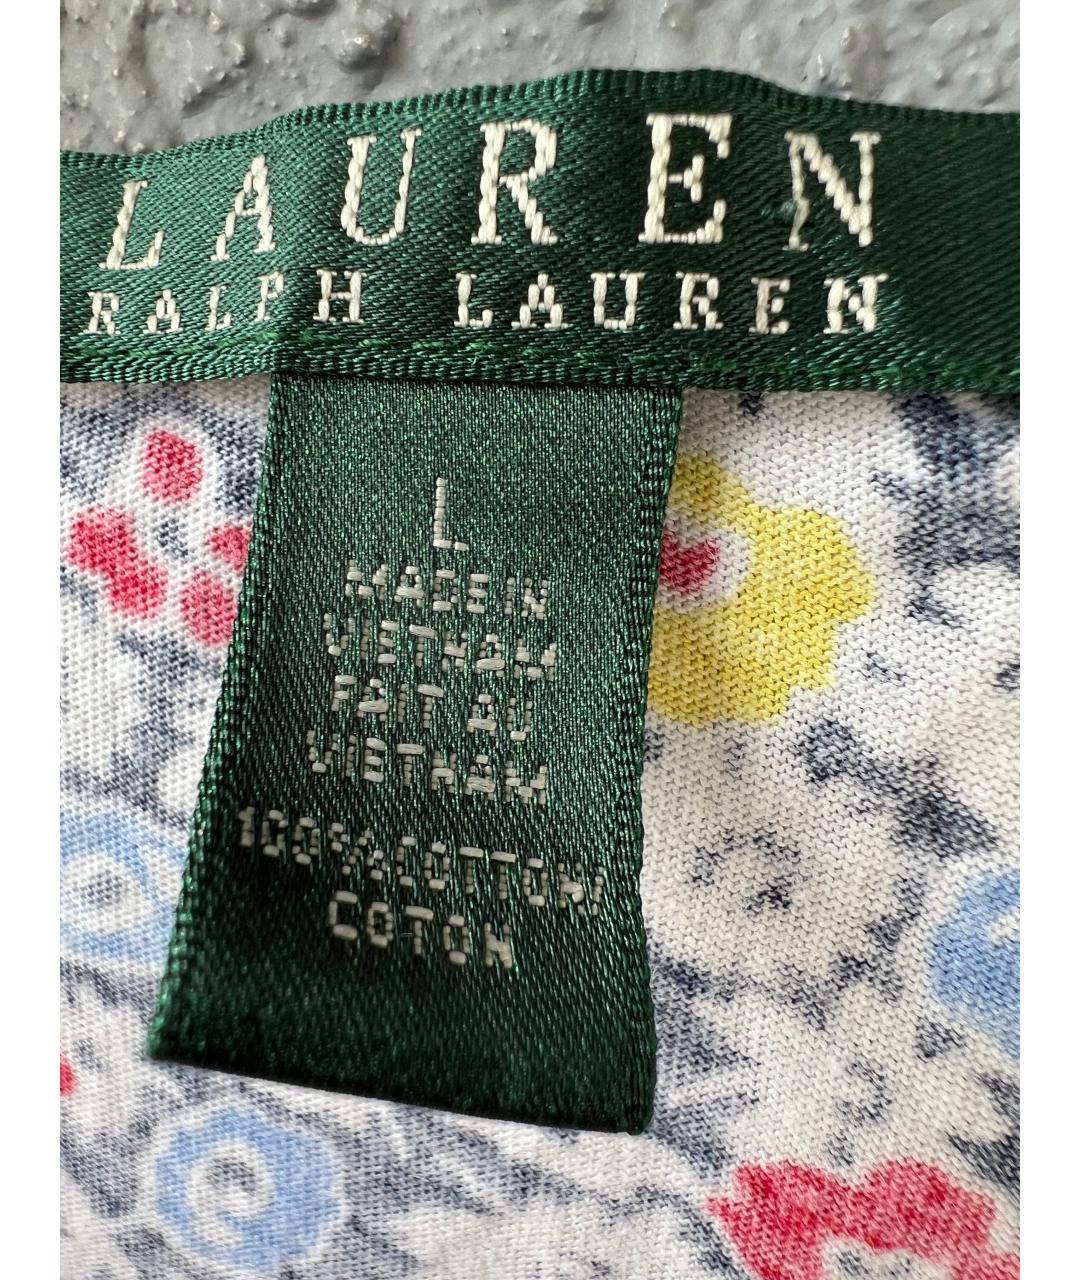 LAUREN
RALPH LAUREN
L
MADE IN
VIETNAM
FAIT AU
VIETNAM
100%COTTON/
COTON